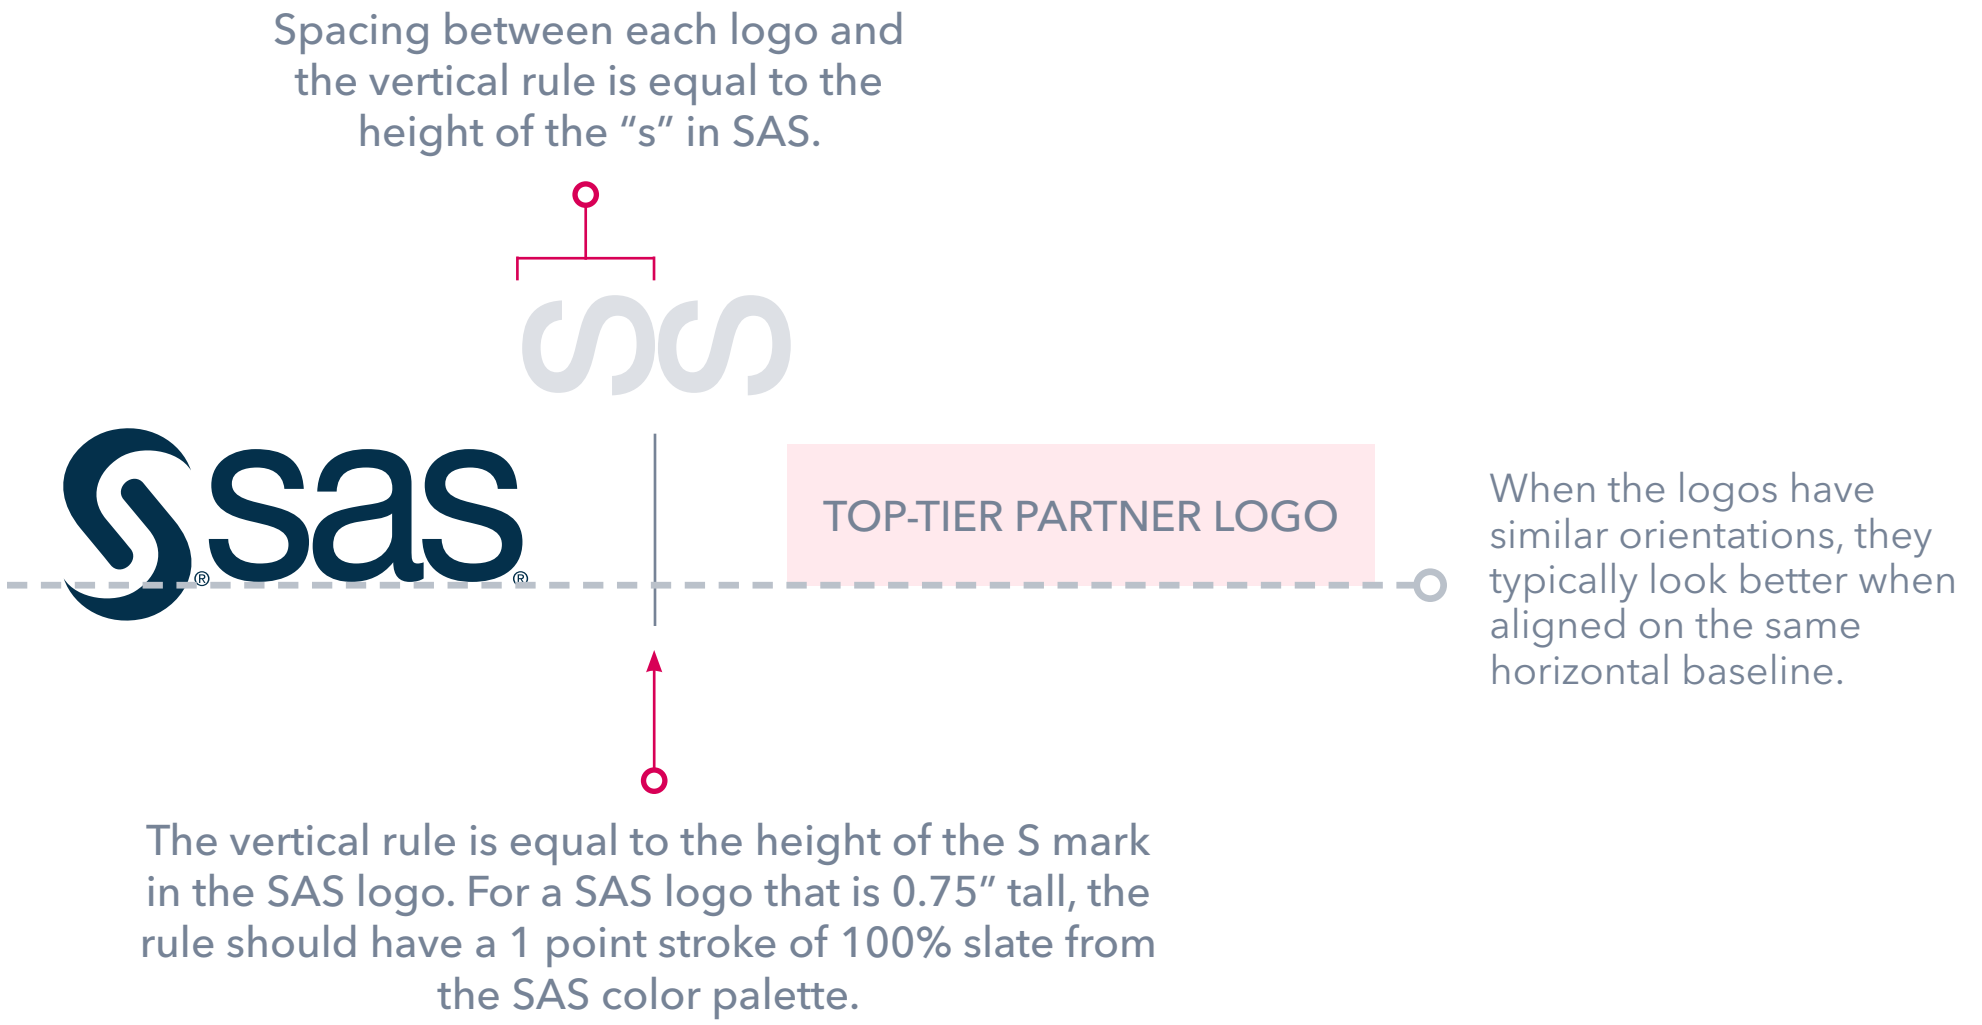 Spacing between each logo and
the vertical rule is equal to the
height of the “s” in SAS.
SS
sas
®
®
TOP-TIER PARTNER LOGO
When the logos have
similar orientations, they
typically look better when
aligned on the same
horizontal baseline.
The vertical rule is equal to the height of the S mark
in the SAS logo. For a SAS logo that is 0.75” tall, the
rule should have a 1 point stroke of 100% slate from
the SAS color palette.